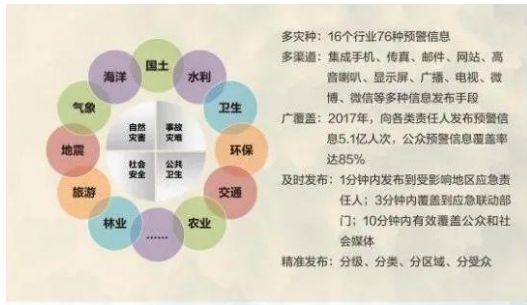 国土
水利
卫生
环保
交通
农业
……
林业
旅游
地震
气象
海洋
自然
灾害
事故
灾难
社会
安全
公共
卫生
多灾种：16个行业76种预警信息
多渠道：集成手机、传真、邮件、网站、高
音喇叭、显示屏、广播、电视、微
博、微信等多种信息发布手段
广覆盖：2017年，向各类责任人发布预警信
息5.1亿人次，公众预警信息覆盖率
达85%
及时发布：1分钟内发布到受影响地区应急责
任人；3分钟内覆盖到应急联动部
门；10分钟内有效覆盖公众和社
会媒体
精准发布：分级、分类、分区域、分受众